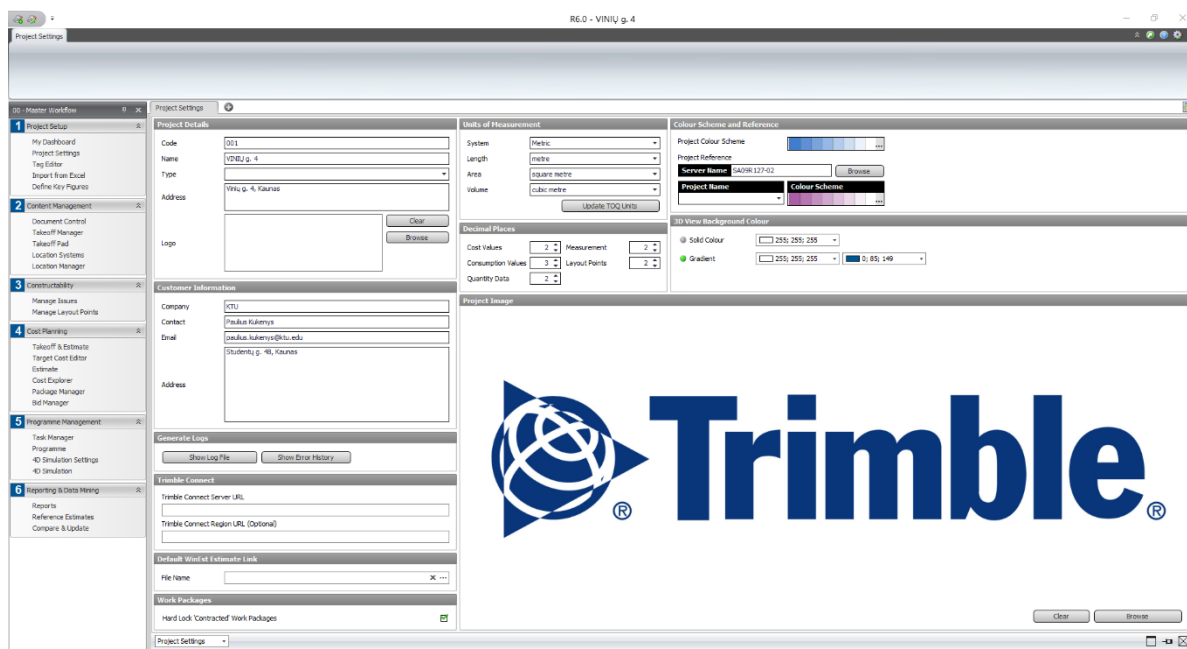 R6.0 - VINIŲ g. 4
Project Settings
00 - Master Workflow
1 Project Setup
My Dashboard
Project Settings
Tag Editor
Import from Excel
Define Key Figures
2 Content Management
Document Control
Takeoff Manager
Takeoff Pad
Location Systems
Location Manager
3 Constructability
Manage Issues
Manage Layout Points
4 Cost Planning
Takeoff & Estimate
Target Cost Editor
Estimate
Cost Explorer
Package Manager
Bid Manager
5 Programme Management
Task Manager
Programme
4D Simulation Settings
4D Simulation
6 Reporting & Data Mining
Reports
Reference Estimates
Compare & Update
Project Settings
Project Details
Code 001
Name VINIŲ g. 4
Type
Address Vinių g. 4, Kaunas
Logo
Clear
Browse
Customer Information
Company KTU
Contact Paulius Kukenys
Email paulius.kukenys@ktu.edu
Address Studentų g. 48, Kaunas
Generate Logs
Show Log File Show Error History
Trimble Connect
Trimble Connect Server URL
Trimble Connect Region URL (Optional)
Default WinEst Estimate Link
File Name
Work Packages
Hard Lock 'Contracted' Work Packages
Units of Measurement
System Metric
Length metre
Area square metre
Volume cubic metre
Update TOQ Units
Decimal Places
Cost Values 2 Measurement 2
Consumption Values 3 Layout Points 2
Quantity Data 2
Colour Scheme and Reference
Project Colour Scheme ...
Project Reference
Server Name SA09R127-02 Browse
Project Name Colour Scheme
...
3D View Background Colour
Solid Colour 255; 255; 255
Gradient 255; 255; 255 0; 85; 149
Project Image
Trimble
®
®
Clear Browse
Project Settings